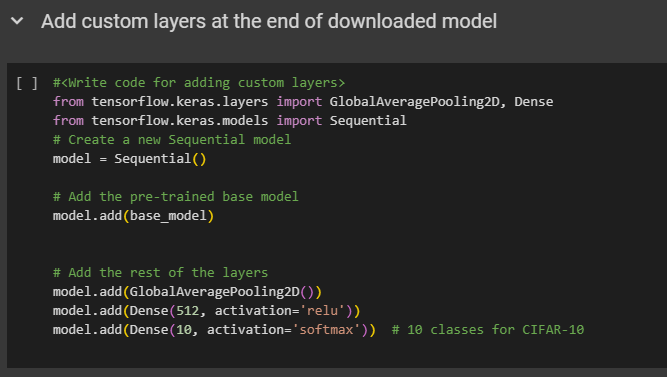 Add custom layers at the end of downloaded model
[ ] #<Write code for adding custom layers>
from tensorflow.keras.layers import GlobalAveragePooling2D, Dense
from tensorflow.keras.models import Sequential
# Create a new Sequential model
model = Sequential()
# Add the pre-trained base model
model.add(base_model)
# Add the rest of the layers
model.add(GlobalAveragePooling2D())
model.add(Dense(512, activation='relu'))
model.add(Dense(10, activation='softmax'))  # 10 classes for CIFAR-10